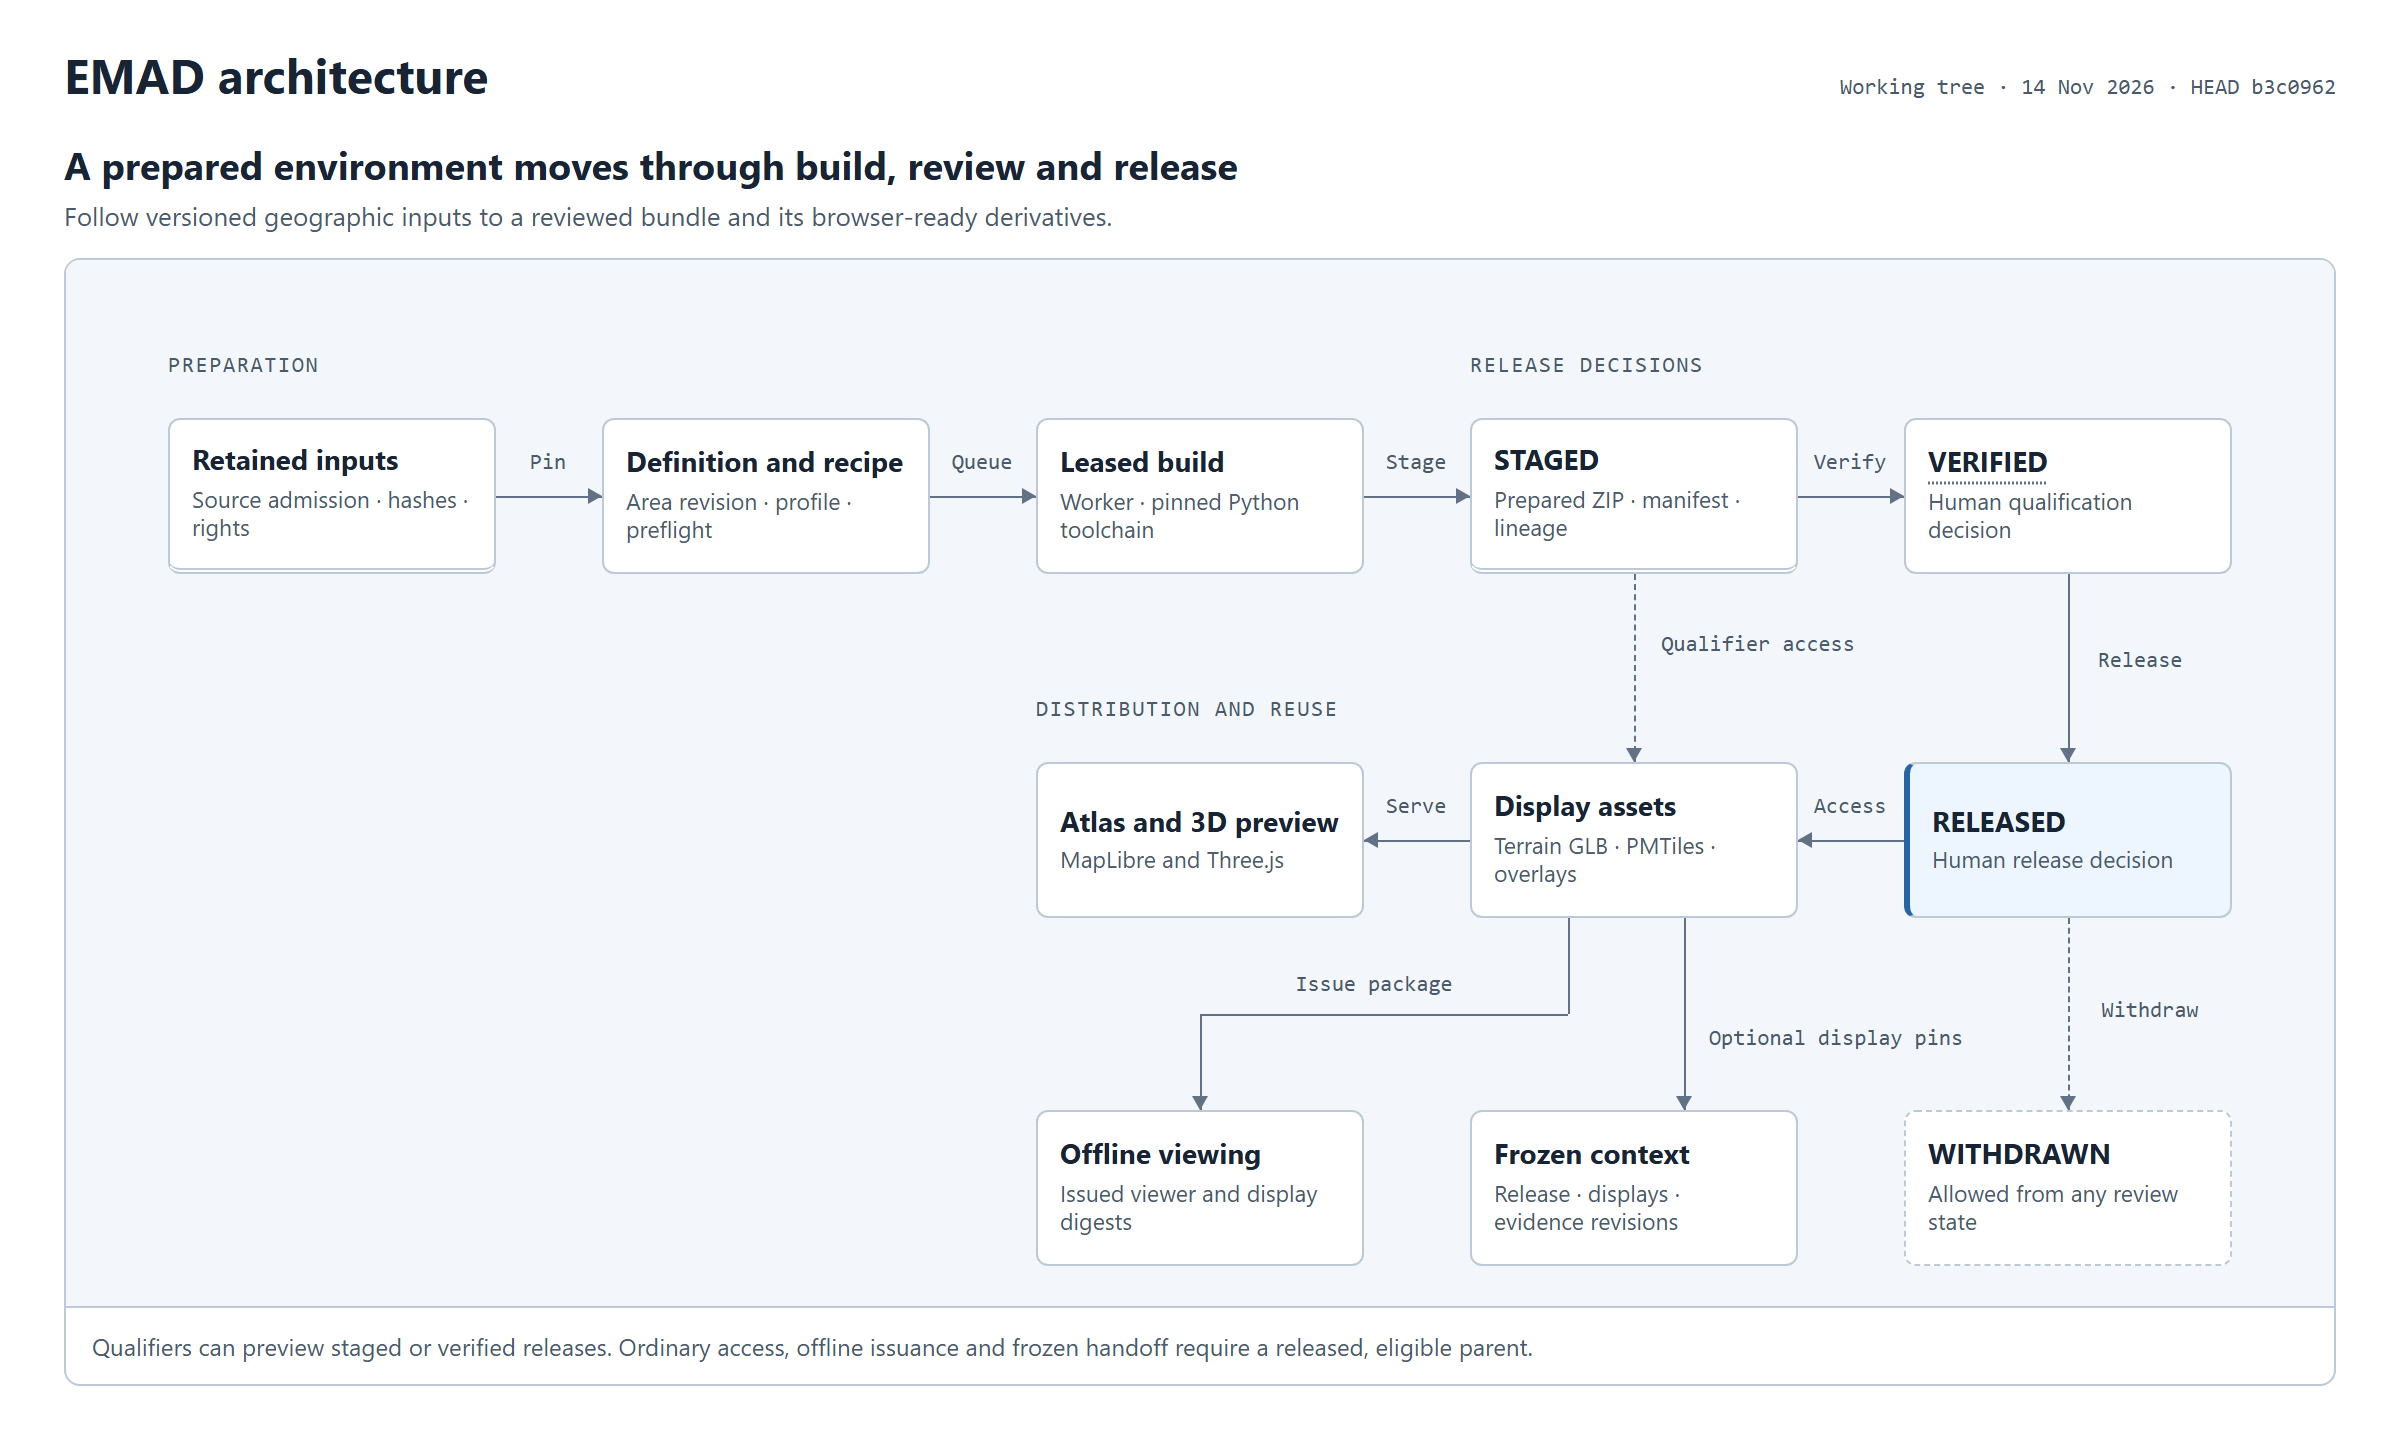 EMAD architecture
Working tree · 14 Nov 2026 · HEAD b3c0962
A prepared environment moves through build, review and release
Follow versioned geographic inputs to a reviewed bundle and its browser-ready derivatives.
PREPARATION
RELEASE DECISIONS
Retained inputs
Source admission · hashes ·
rights
Pin
Definition and recipe
Area revision · profile ·
preflight
Queue
Leased build
Worker · pinned Python
toolchain
Stage
STAGED
Prepared ZIP · manifest ·
lineage
Verify
VERIFIED
Human qualification
decision
Qualifier access
Release
DISTRIBUTION AND REUSE
Atlas and 3D preview
MapLibre and Three.js
Serve
Display assets
Terrain GLB · PMTiles ·
overlays
Access
RELEASED
Human release decision
Issue package
Optional display pins
Withdraw
Offline viewing
Issued viewer and display
digests
Frozen context
Release · displays ·
evidence revisions
WITHDRAWN
Allowed from any review
state
Qualifiers can preview staged or verified releases. Ordinary access, offline issuance and frozen handoff require a released, eligible parent.